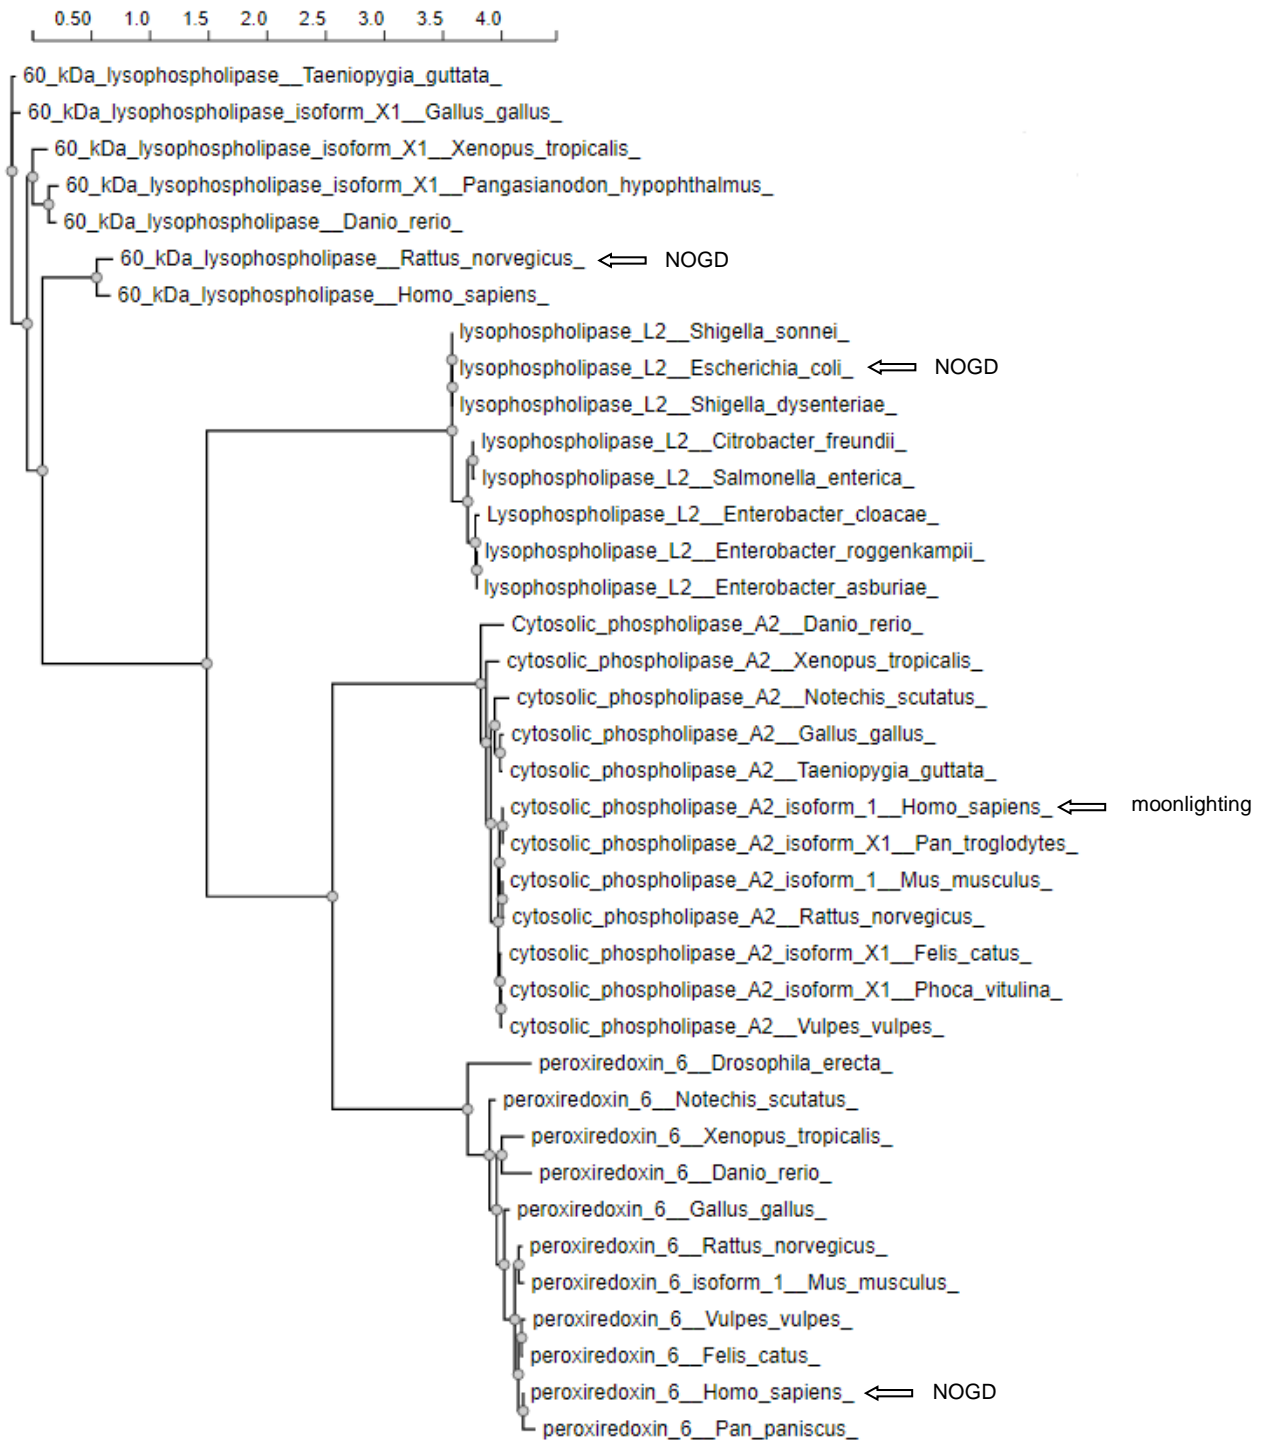 0.50 1.0 1.5 2.0 2.5 3.0 3.5 4.0
60_kDa_lysophospholipase__Taeniopygia_guttata_
60_kDa_lysophospholipase_isoform_X1__Gallus_gallus_
60_kDa_lysophospholipase_isoform_X1__Xenopus_tropicalis_
60_kDa_lysophospholipase_isoform_X1__Pangasianodon_hypophthalmus_
60_kDa_lysophospholipase__Danio_rerio_
60_kDa_lysophospholipase__Rattus_norvegicus_ NOGD
60_kDa_lysophospholipase__Homo_sapiens_
lysophospholipase_L2__Shigella_sonnei_
lysophospholipase_L2__Escherichia_coli_ NOGD
lysophospholipase_L2__Shigella_dysenteriae_
lysophospholipase_L2__Citrobacter_freundii_
lysophospholipase_L2__Salmonella_enterica_
Lysophospholipase_L2__Enterobacter_cloacae_
lysophospholipase_L2__Enterobacter_roggenkampii_
lysophospholipase_L2__Enterobacter_asburiae_
Cytosolic_phospholipase_A2__Danio_rerio_
cytosolic_phospholipase_A2__Xenopus_tropicalis_
cytosolic_phospholipase_A2__Notechis_scutatus_
cytosolic_phospholipase_A2__Gallus_gallus_
cytosolic_phospholipase_A2__Taeniopygia_guttata_
cytosolic_phospholipase_A2_isoform_1__Homo_sapiens_ moonlighting
cytosolic_phospholipase_A2_isoform_X1__Pan_troglodytes_
cytosolic_phospholipase_A2_isoform_1__Mus_musculus_
cytosolic_phospholipase_A2__Rattus_norvegicus_
cytosolic_phospholipase_A2_isoform_X1__Felis_catus_
cytosolic_phospholipase_A2_isoform_X1__Phoca_vitulina_
cytosolic_phospholipase_A2__Vulpes_vulpes_
peroxiredoxin_6__Drosophila_erecta_
peroxiredoxin_6__Notechis_scutatus_
peroxiredoxin_6__Xenopus_tropicalis_
peroxiredoxin_6__Danio_rerio_
peroxiredoxin_6__Gallus_gallus_
peroxiredoxin_6__Rattus_norvegicus_
peroxiredoxin_6_isoform_1__Mus_musculus_
peroxiredoxin_6__Vulpes_vulpes_
peroxiredoxin_6__Felis_catus_
peroxiredoxin_6__Homo_sapiens_ NOGD
peroxiredoxin_6__Pan_paniscus_